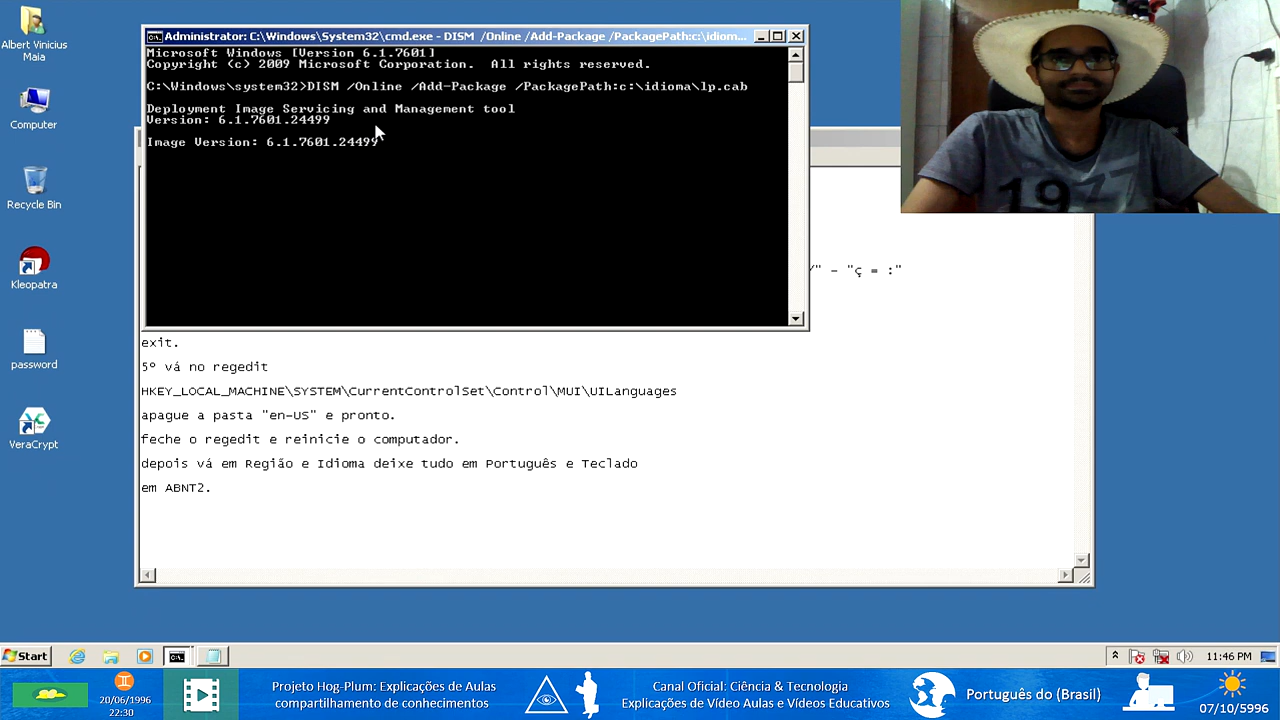 Albert Vinicius
Maia
Computer
Recycle Bin
Kleopatra
password
VeraCrypt
Administrator: C:\Windows\System32\cmd.exe - DISM /Online /Add-Package /PackagePath:c:\idiom...
Microsoft Windows [Version 6.1.7601]
Copyright (c) 2009 Microsoft Corporation. All rights reserved.
C:\Windows\system32>DISM /Online /Add-Package /PackagePath:c:\idioma\lp.cab
Deployment Image Servicing and Management tool
Version: 6.1.7601.24499
Image Version: 6.1.7601.24499
1977
" - "ç = :"
exit.
5º vá no regedit
HKEY_LOCAL_MACHINE\SYSTEM\CurrentControlSet\Control\MUI\UILanguages
apague a pasta "en-US" e pronto.
feche o regedit e reinicie o computador.
depois vá em Região e Idioma deixe tudo em Português e Teclado
em ABNT2.
Start
11:46 PM
20/06/1996
22:30
Projeto Hog-Plum: Explicações de Aulas
compartilhamento de conhecimentos
Canal Oficial: Ciência & Tecnologia
Explicações de Vídeo Aulas e Vídeos Educativos
Português do (Brasil)
07/10/5996